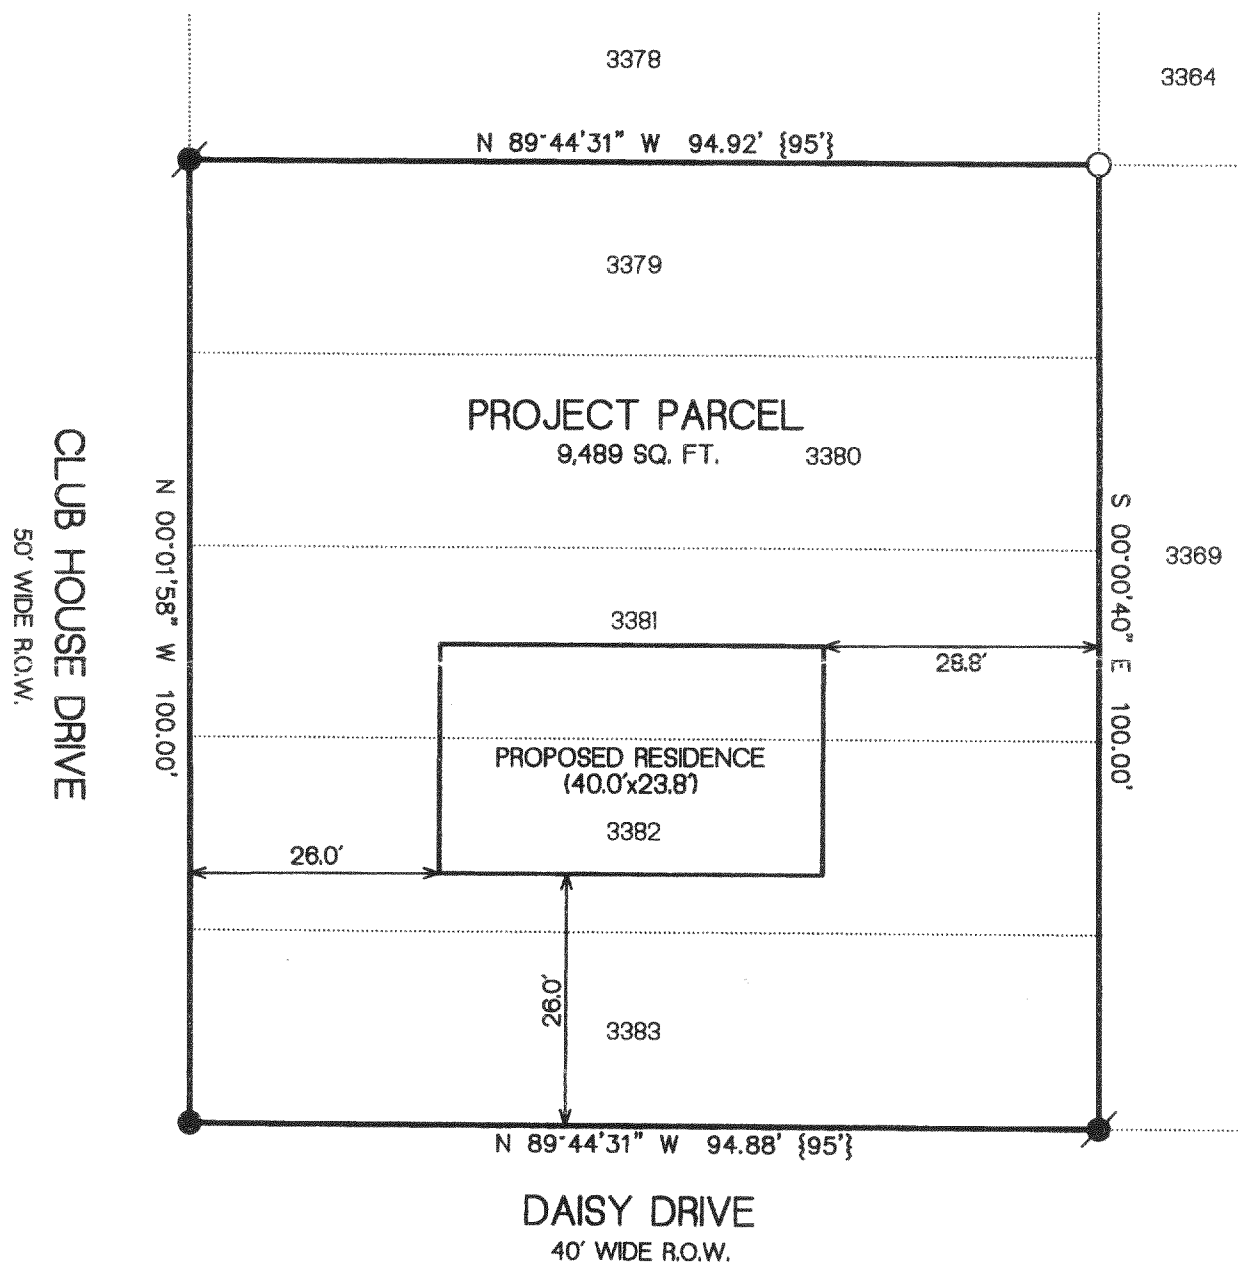 3378
3364
N 89°44'31" W 94.92' {95'}
3379
PROJECT PARCEL
9,489 SQ. FT.
3380
CLUB HOUSE DRIVE
50' WIDE R.O.W.
N 00°01'58" W 100.00'
S 00°00'40" E 100.00'
3369
3381
28.8'
PROPOSED RESIDENCE
(40.0'x23.8')
3382
26.0'
26.0'
3383
N 89°44'31" W 94.88' {95'}
DAISY DRIVE
40' WIDE R.O.W.